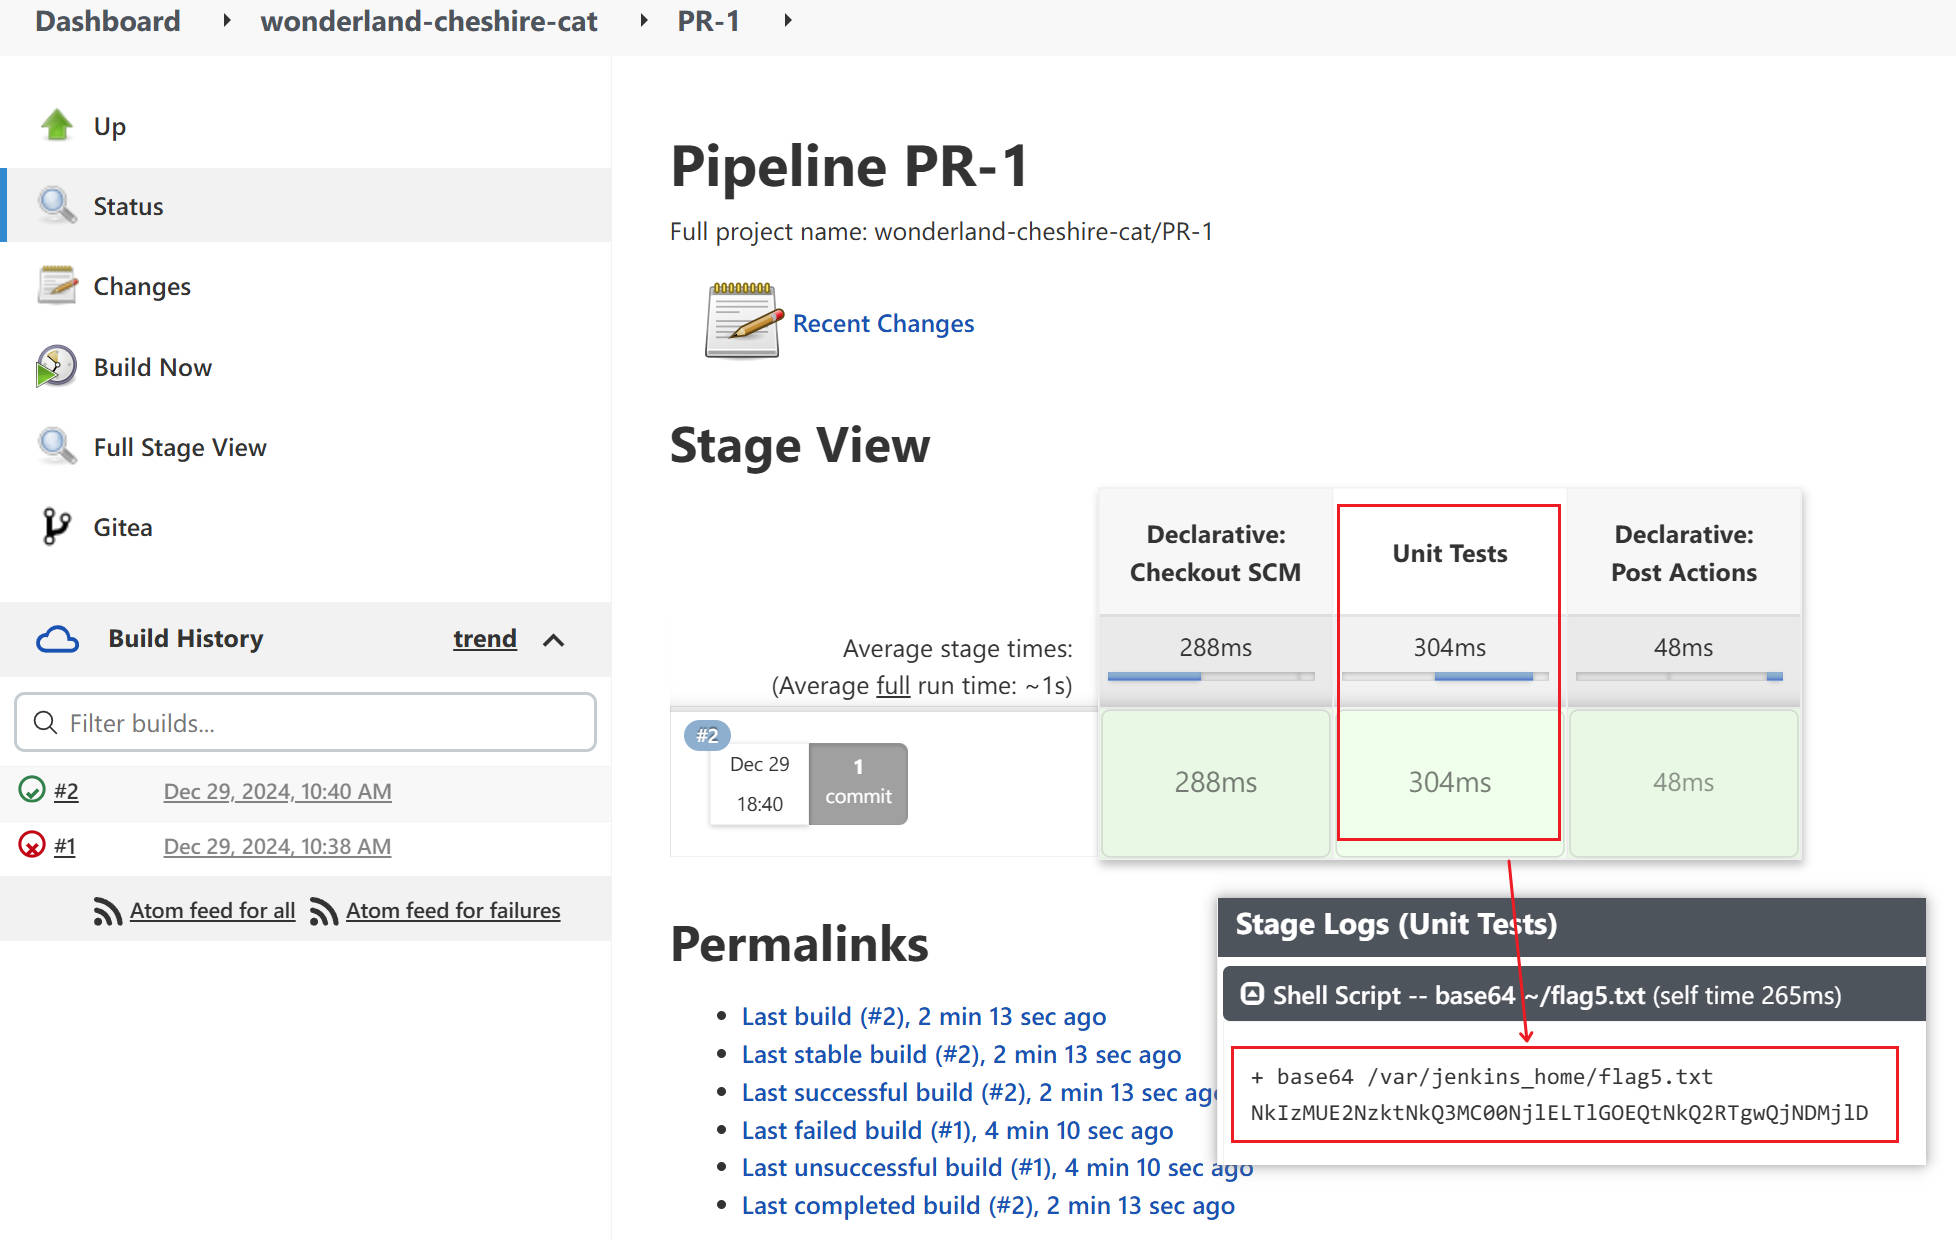 Dashboard wonderland-cheshire-cat PR-1
Up
Status
Changes
Build Now
Full Stage View
Gitea
Build History trend
Filter builds...
#2 Dec 29, 2024, 10:40 AM
#1 Dec 29, 2024, 10:38 AM
Atom feed for all Atom feed for failures
Pipeline PR-1
Full project name: wonderland-cheshire-cat/PR-1
Recent Changes
Stage View
Declarative:
Checkout SCM
Unit Tests
Declarative:
Post Actions
Average stage times:
(Average full run time: ~1s)
288ms
304ms
48ms
#2
Dec 29
18:40
1
commit
288ms
304ms
48ms
Permalinks
Last build (#2), 2 min 13 sec ago
Last stable build (#2), 2 min 13 sec ago
Last successful build (#2), 2 min 13 sec ago
Last failed build (#1), 4 min 10 sec ago
Last unsuccessful build (#1), 4 min 10 sec ago
Last completed build (#2), 2 min 13 sec ago
Stage Logs (Unit Tests)
Shell Script -- base64 ~/flag5.txt (self time 265ms)
+ base64 /var/jenkins_home/flag5.txt
NkIzMUE2NzktNkQ3MC00NjlELTlGOEQtNkQ2RTgwQjNDMjlD